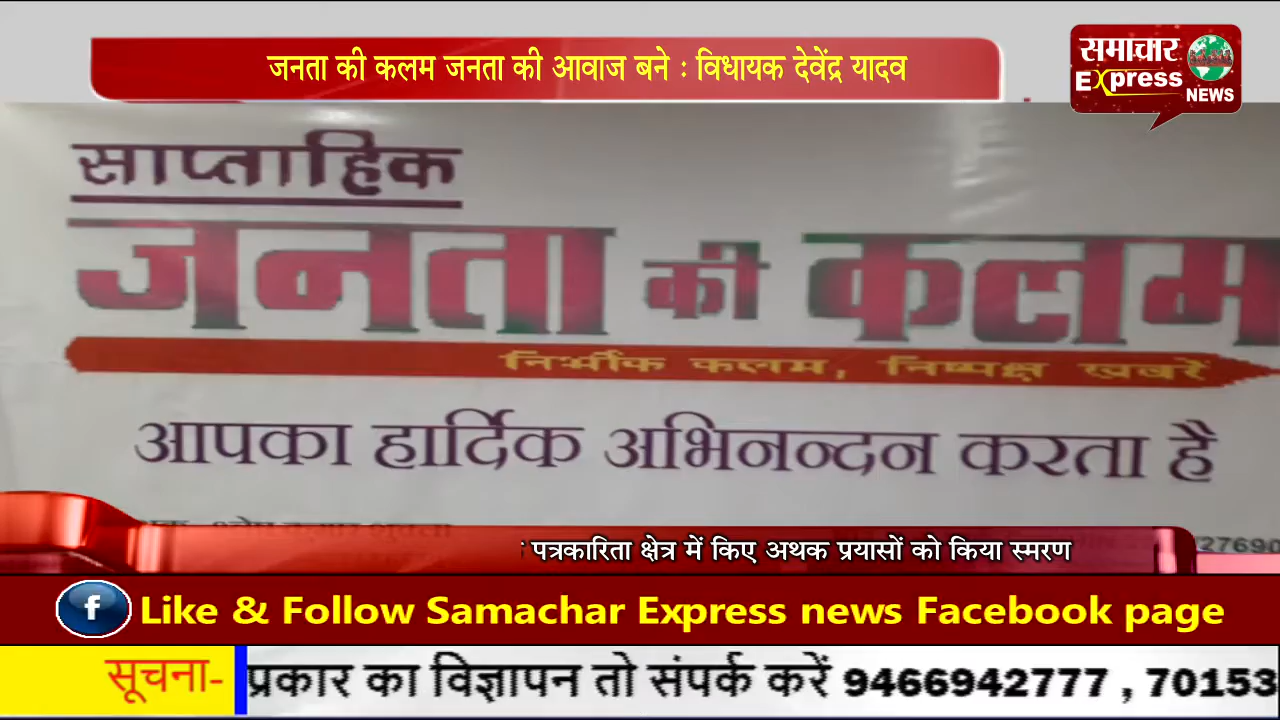 जनता की कलम जनता की आवाज बने : विधायक देवेंद्र यादव
समाचार
Express
NEWS
साप्ताहिक
जनता की कलम
निर्भीक कलम, निष्पक्ष खबरें
आपका हार्दिक अभिनन्दन करता है
पत्रकारिता क्षेत्र में किए अथक प्रयासों को किया स्मरण
f Like & Follow Samachar Express news Facebook page
सूचना- प्रकार का विज्ञापन तो संपर्क करें 9466942777 , 70153